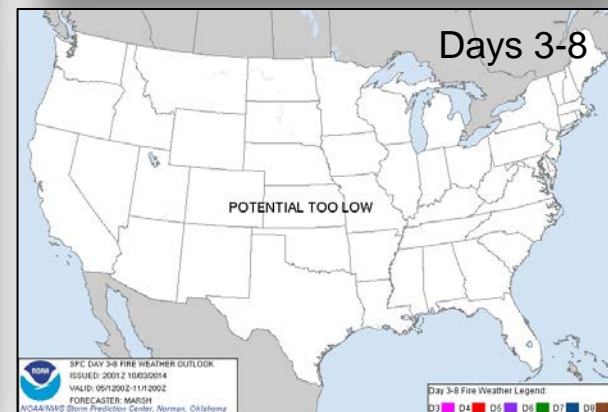 Days 3-8
POTENTIAL TOO LOW
NOAA
SPC DAY 3-8 FIRE WEATHER OUTLOOK
ISSUED: 2001Z 10/03/2014
VALID: 05/1200Z-11/1200Z
FORECASTER: MARSH
NOAA/NWS Storm Prediction Center, Norman, Oklahoma
Day 3-8 Fire Weather Legend:
D3 D4 D5 D6 D7 D8